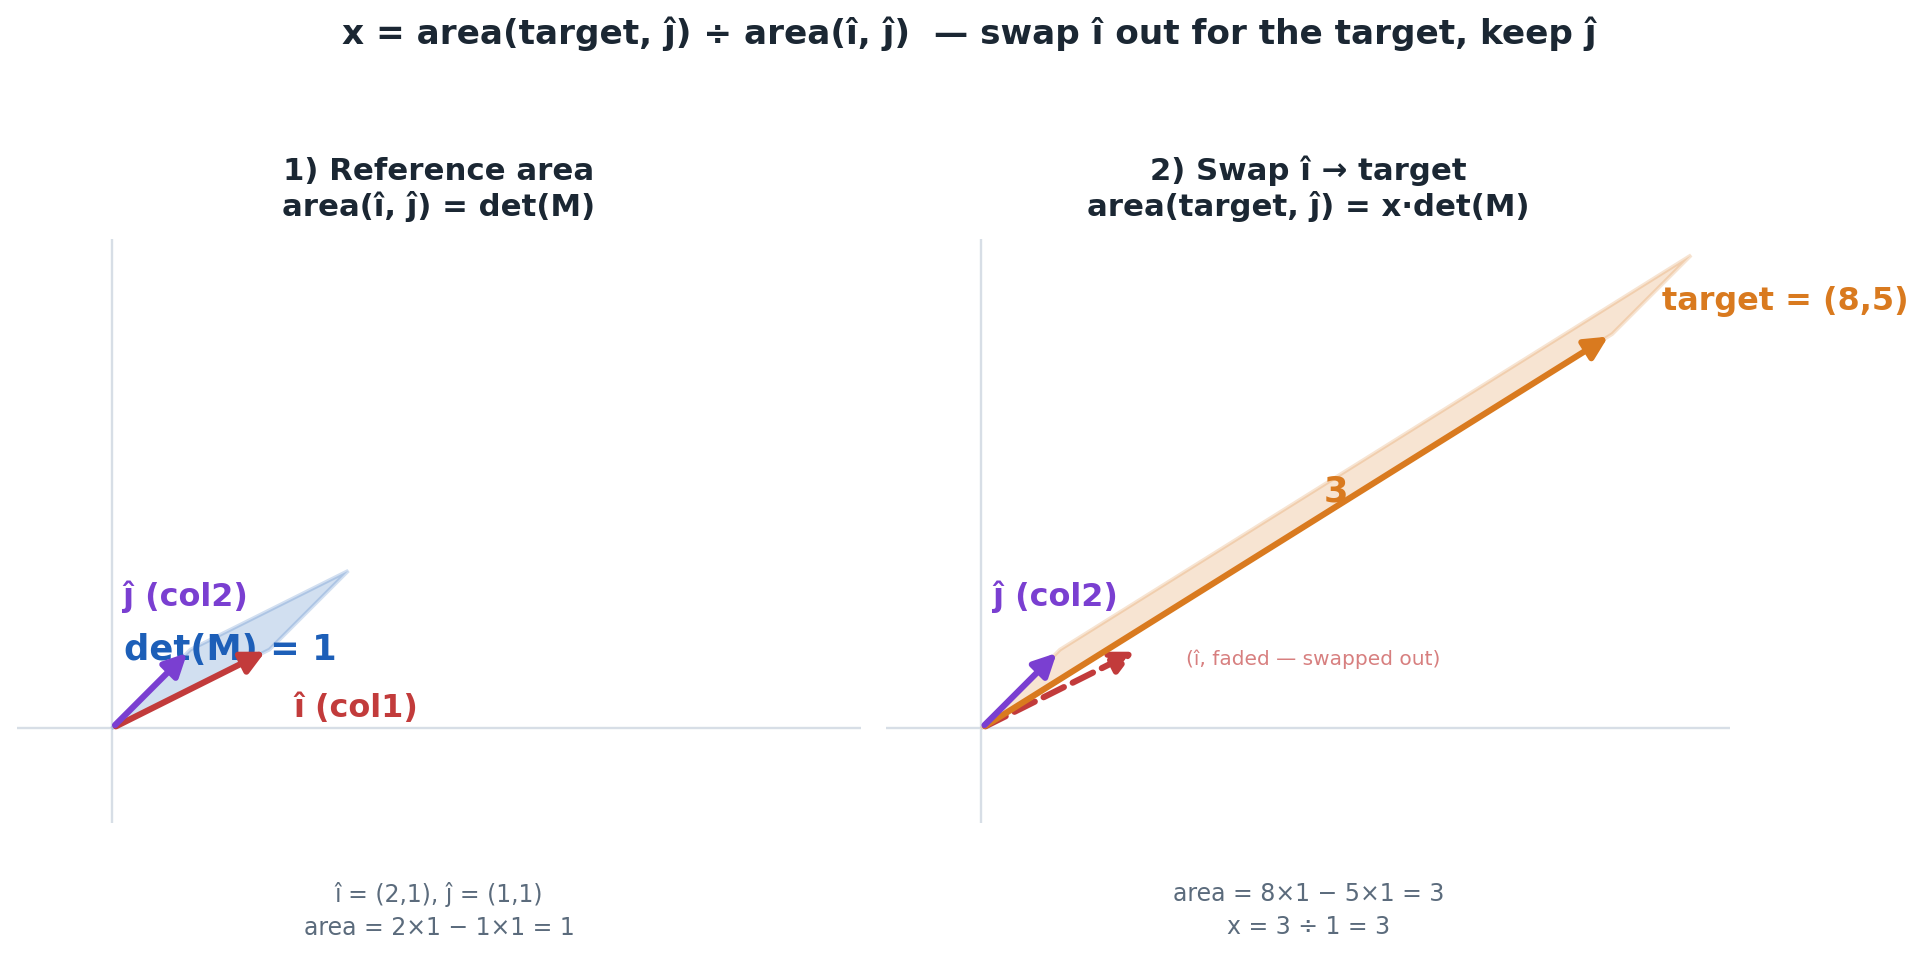 x = area(target, ĵ) ÷ area(î, ĵ)  — swap î out for the target, keep ĵ
1) Reference area
area(î, ĵ) = det(M)
ĵ (col2)
det(M) = 1
î (col1)
î = (2,1), ĵ = (1,1)
area = 2×1 − 1×1 = 1
2) Swap î → target
area(target, ĵ) = x·det(M)
target = (8,5)
3
ĵ (col2)
(î, faded — swapped out)
area = 8×1 − 5×1 = 3
x = 3 ÷ 1 = 3